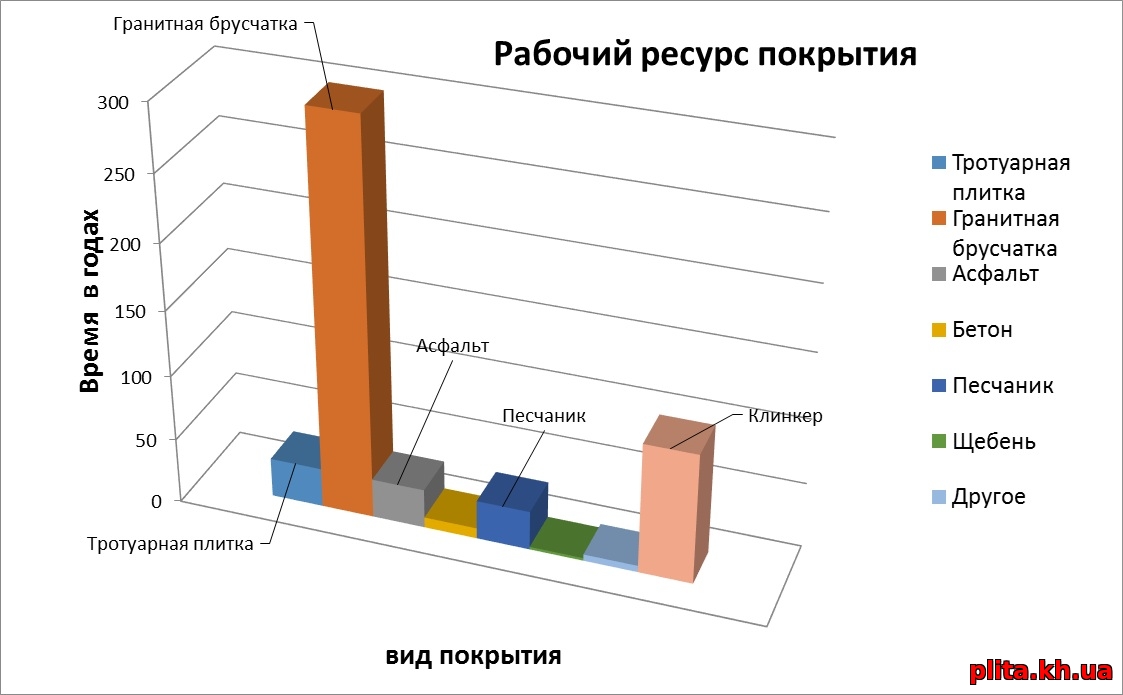 Гранитная брусчатка
Рабочий ресурс покрытия
300
250
200
150
100
50
0
Время в годах
Асфальт
Песчаник
Клинкер
Тротуарная плитка
вид покрытия
Тротуарная
плитка
Гранитная
брусчатка
Асфальт
Бетон
Песчаник
Щебень
Другое
plita.kh.ua